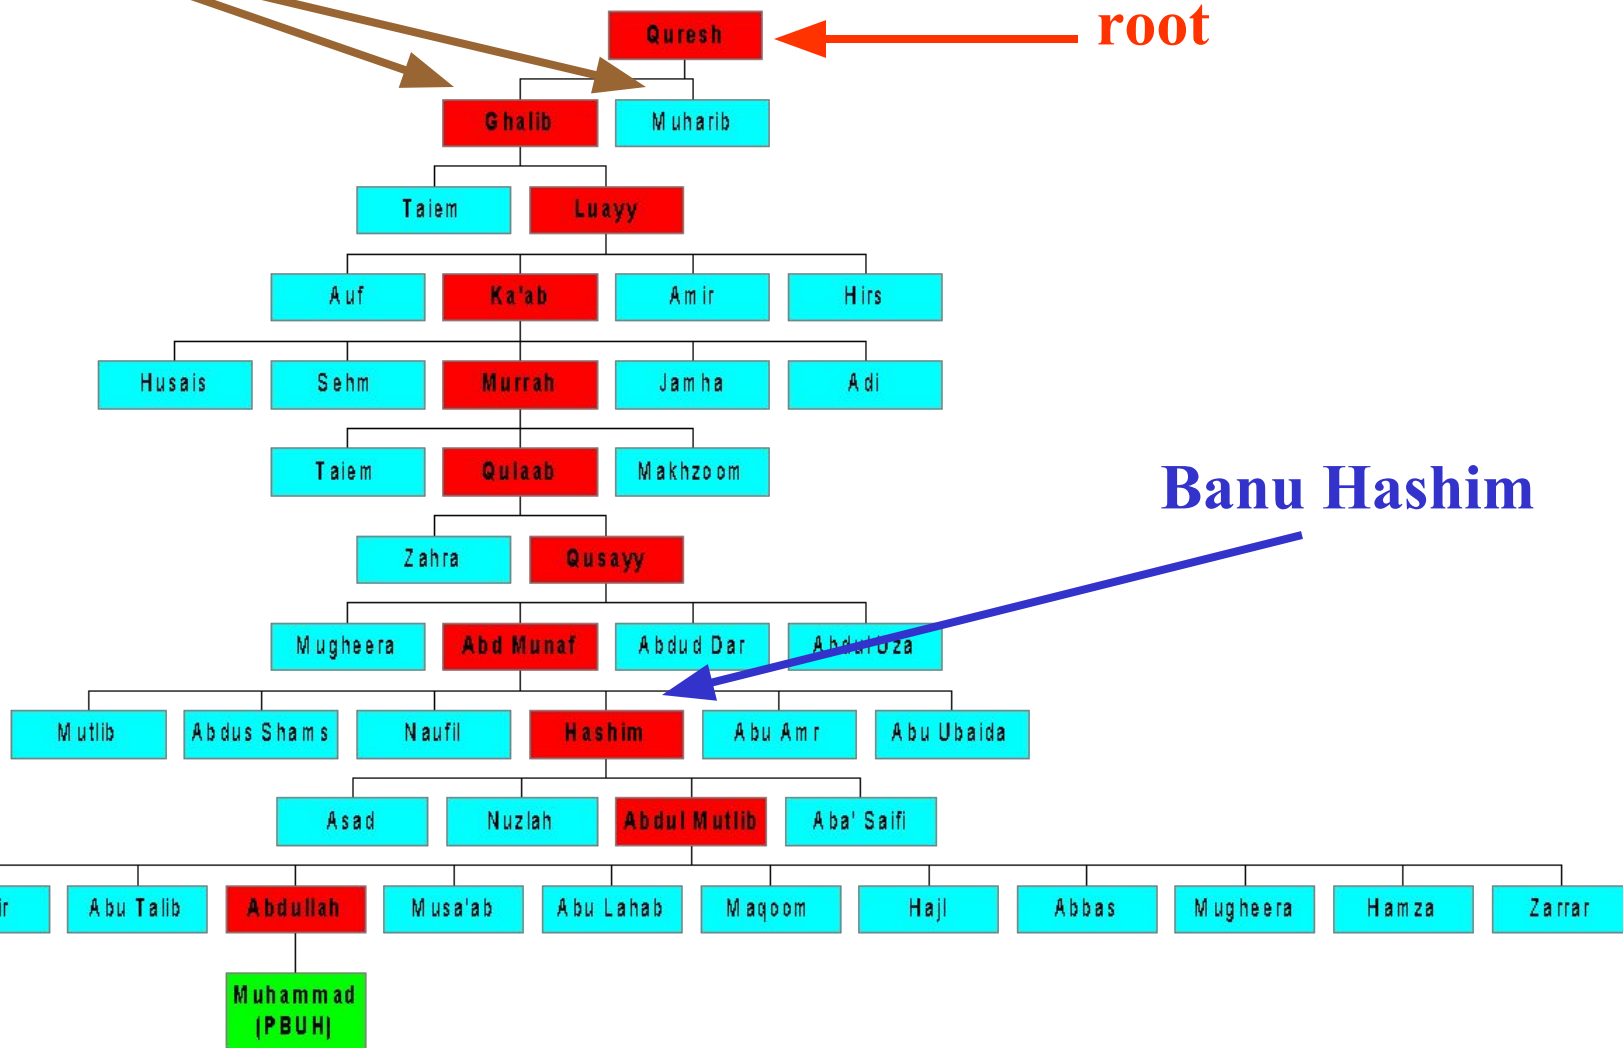 Quresh
root
Ghalib
Muharib
Taiem
Luayy
Auf
Ka'ab
Amir
Hirs
Husais
Sehm
Murrah
Jamha
Adi
Taiem
Qulaab
Makhzoom
Banu Hashim
Zahra
Qusayy
Mugheera
Abd Munaf
Abdud Dar
Abdul Uza
Mutlib
Abdus Shams
Naufil
Hashim
Abu Amr
Abu Ubaida
Asad
Nuzlah
Abdul Mutlib
Aba' Saifi
Abu Talib
Abdullah
Musa'ab
Abu Lahab
Maqoom
Hajl
Abbas
Mugheera
Hamza
Zarrar
Muhammad
(PBUH)